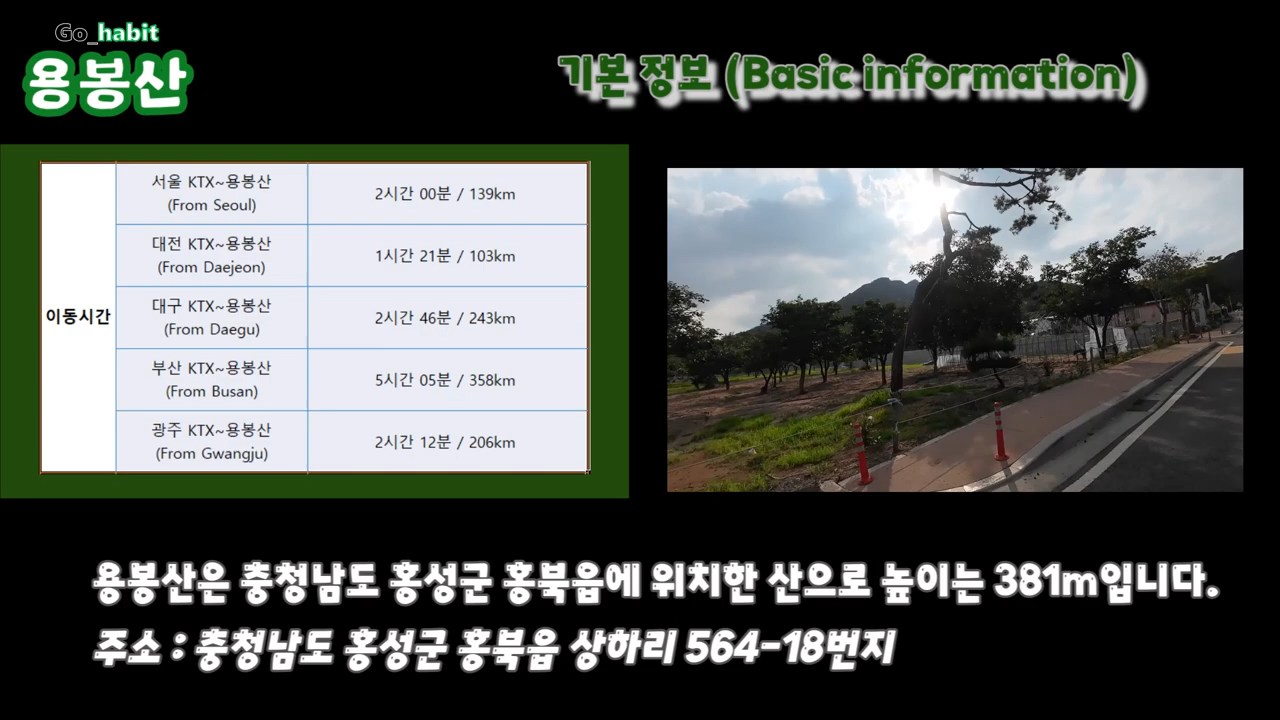 Go_habit
용봉산
기본 정보 (Basic information)
이동시간
서울 KTX~용봉산
(From Seoul)
2시간 00분 / 139km
대전 KTX~용봉산
(From Daejeon)
1시간 21분 / 103km
대구 KTX~용봉산
(From Daegu)
2시간 46분 / 243km
부산 KTX~용봉산
(From Busan)
5시간 05분 / 358km
광주 KTX~용봉산
(From Gwangju)
2시간 12분 / 206km
용봉산은 충청남도 홍성군 홍북읍에 위치한 산으로 높이는 381m입니다.
주소 : 충청남도 홍성군 홍북읍 상하리 564-18번지